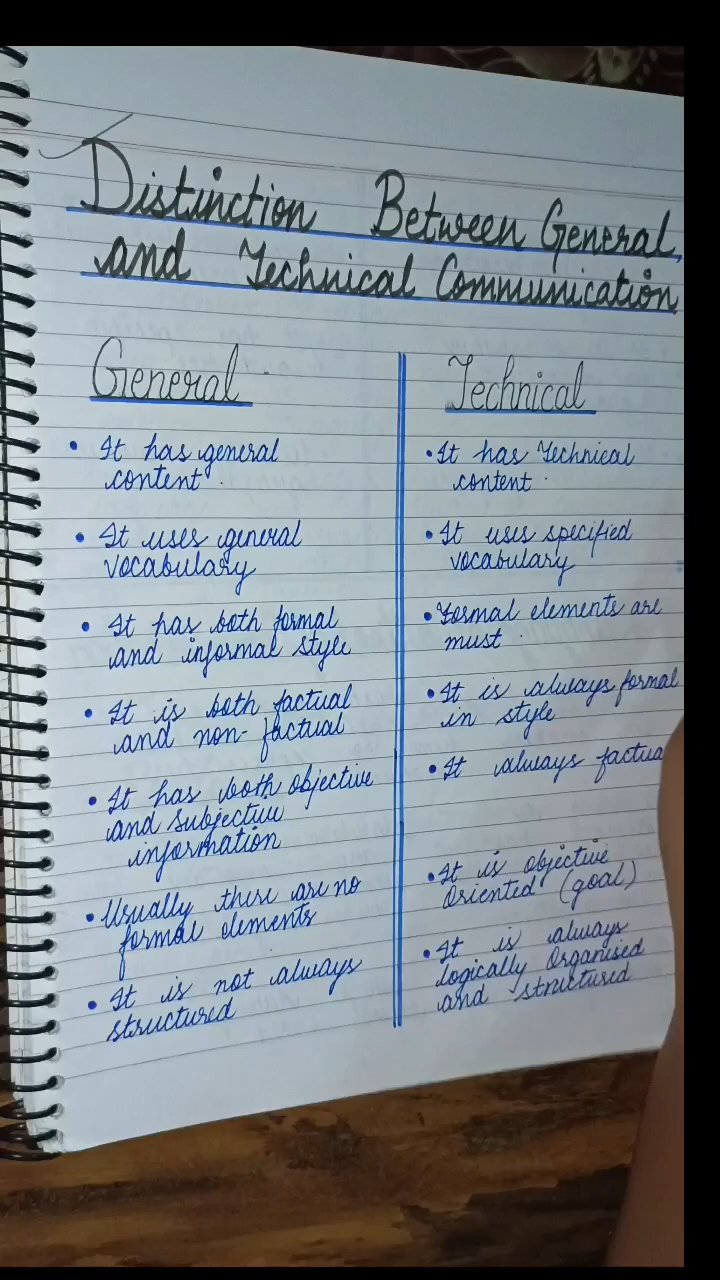 Distinction Between General
and Technical Communication
General
• It has general
content.
• It uses general
vocabulary
• It has both formal
and informal style
• It is both factual
and non-factual
• It has both objective
and subjective
information
• Usually there are no
formal elements
• It is not always
structured
Technical
• It has Technical
content.
• It uses specified
vocabulary
• Formal elements are
must.
• It is always formal
in style
• It always factua
• It is objective
oriented (goal)
• It is always
logically organised
and structured